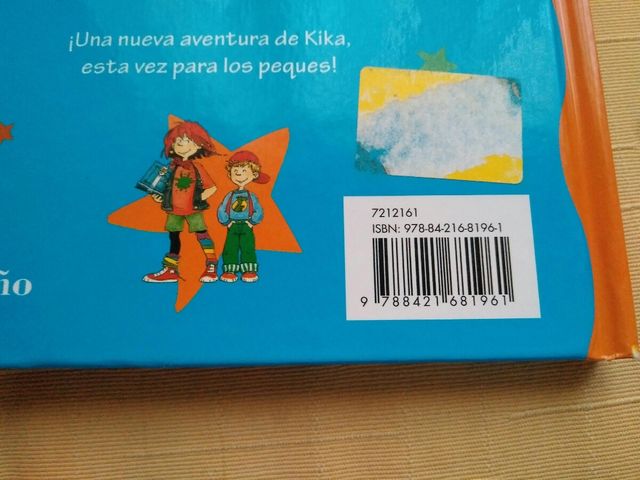 ¡Una nueva aventura de Kika,
esta vez para los peques!
7212161
ISBN: 978-84-216-8196-1
9 788421 681961
ño